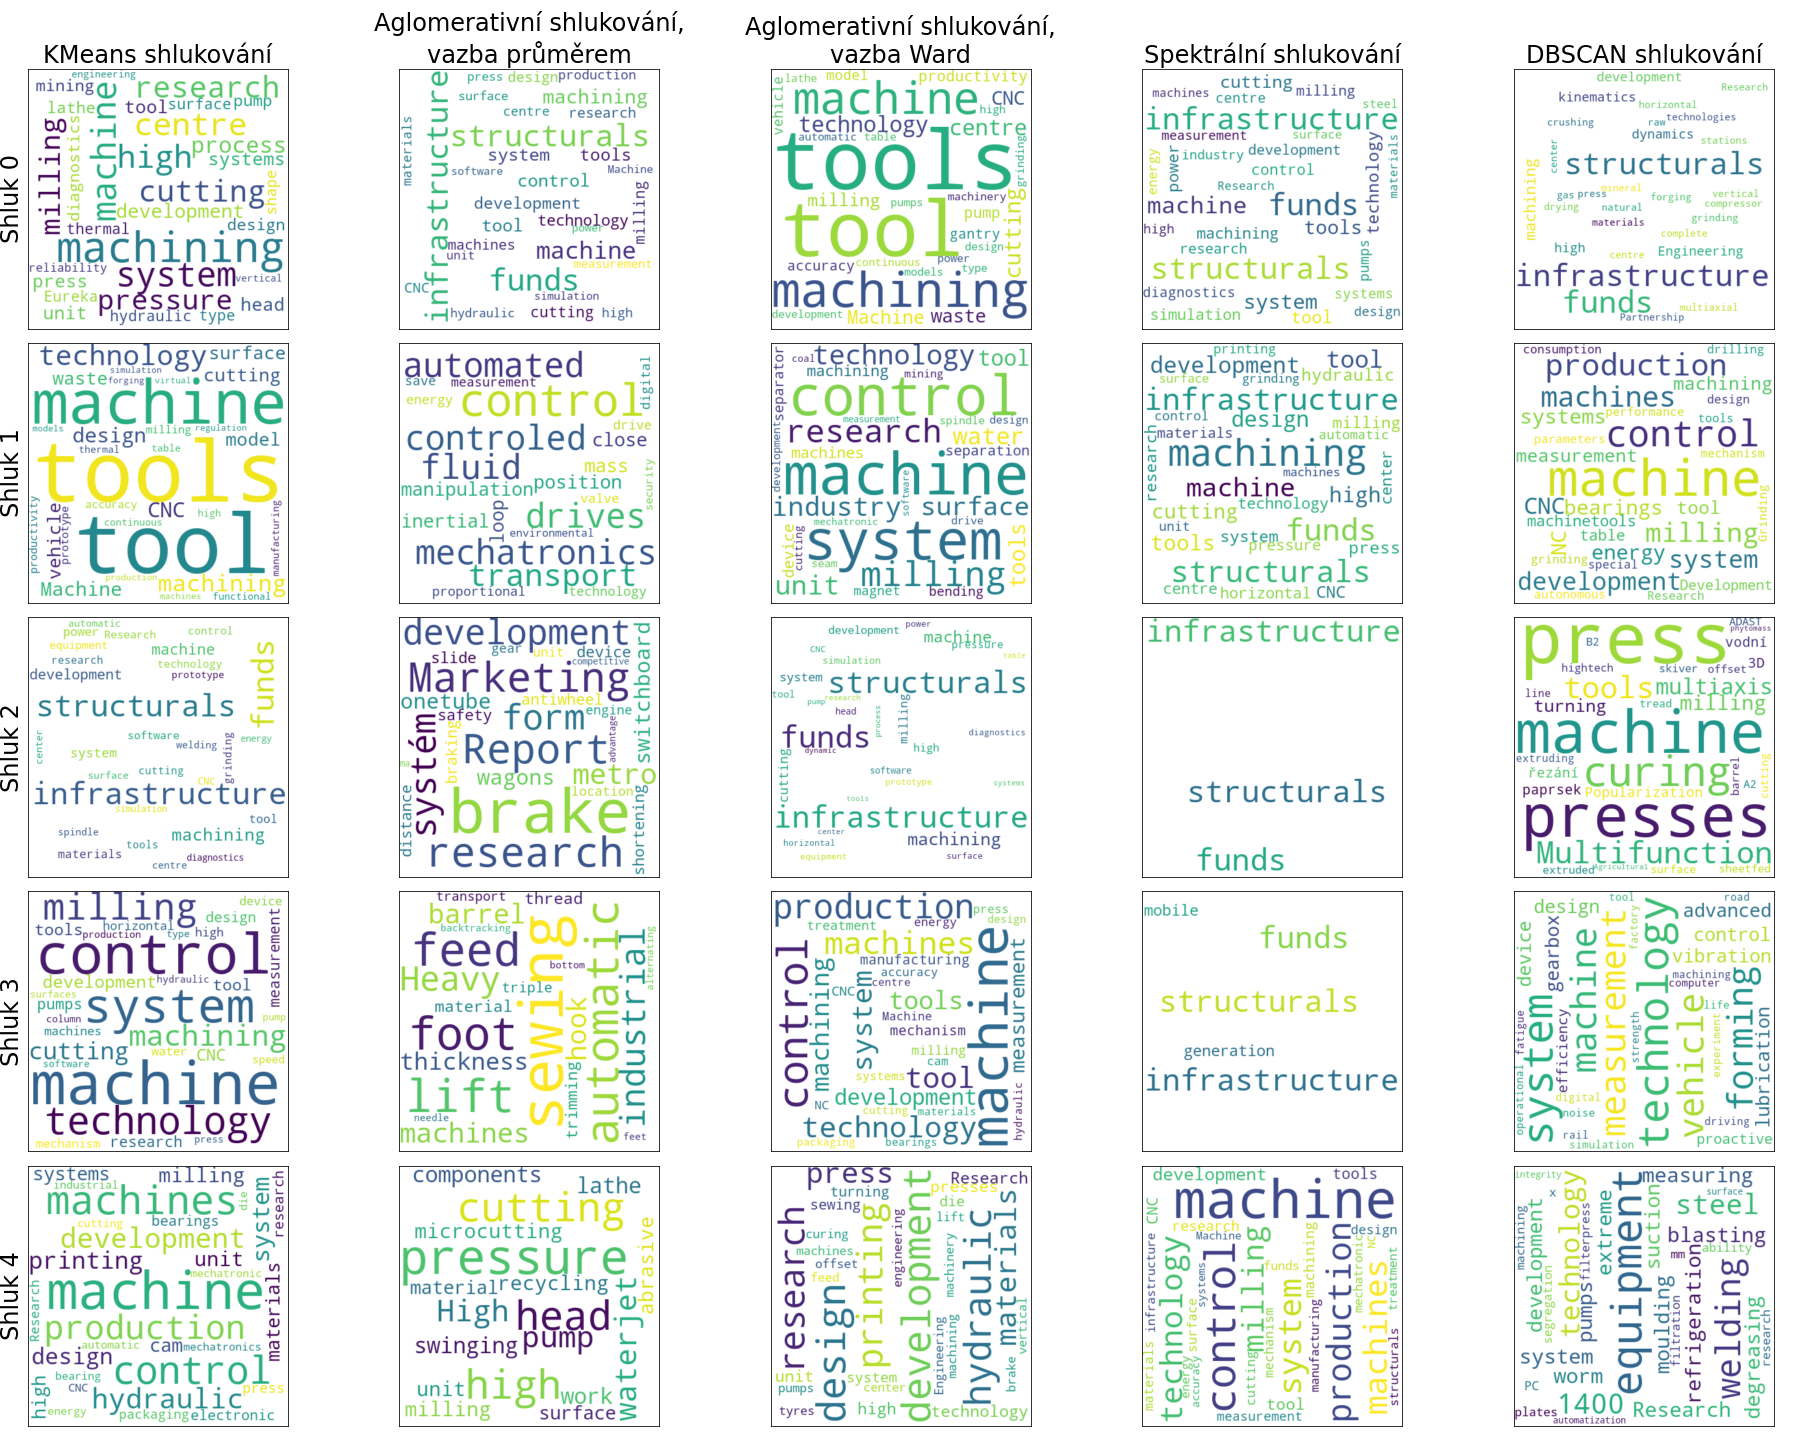 KMeans shlukování
Aglomerativní shlukování,
vazba průměrem
Aglomerativní shlukování,
vazba Ward
Spektrální shlukování
DBSCAN shlukování
Shluk 0
engineering
mining research
lathe tool surface pump
milling diagnostics machine centre
process
high systems
cutting shape
development
thermal design
machining
reliability system vertical
press
Eureka pressure head
unit hydraulic type
press design production
infrastructure surface machining
centre research
materials structurals
system tools
software Machine
control
development milling
tool technology
power
machines machine
unit measurement
CNC funds
simulation
hydraulic cutting high
lathe model productivity
vehicle machine CNC
high
technology centre
automatic table
tools grinding
milling pumps machinery
tool pump cutting
gantry
design
accuracy continuous power
models type
machining
development Machine waste
cutting
machines milling
centre steel
infrastructure
measurement surface
energy power industry development technology materials
control
Research
machine funds
high machining tools
research pumps
structurals
diagnostics system systems
simulation tool design
development
Research
kinematics horizontal
crushing raw technologies
dynamics stations
center structurals
machining mineral
gas press forging vertical
drying natural compressor
grinding
materials
complete
high centre Engineering
infrastructure
funds multiaxial
Partnership
Shluk 1
technology surface
simulation
waste forging virtual cutting
machine
models milling regulation
design model
thermal table
tools
productivity accuracy CNC high manufacturing
vehicle prototype continuous
tool
production machining
Machine machines functional
automated digital
save measurement
energy control
drive
controled close
fluid mass
manipulation position security
valve
inertial loop drives
environmental
mechatronics
transport
proportional technology
separator coal technology tool
machining mining
control
measurement spindle design
research water
development machines separation
machine
industry software surface
mechatronic drive
device cutting system tools
seam
milling
unit magnet bending
printing
development tool
surface grinding hydraulic
infrastructure
control design milling
materials automatic
research machining center
machines
machine high
cutting technology
unit funds
tools system pressure press
structurals
centre horizontal CNC
consumption drilling
production
machines machining
design
systems performance tools
parameters control
measurement mechanism
machine
CNC bearings tool Grinding
machinetools
NC table milling
energy
grinding special system
development Development
autonomous Research
Shluk 2
automatic
power Research control
equipment machine
research technology
development prototype funds
structurals
center software welding energy
system grinding
surface cutting CNC
infrastructure
simulation tool
spindle machining
tools
materials diagnostics
centre
development switchboard
gear unit device
slide competitive
Marketing
onetube antiwheel
safety form engine
systém braking Report advantage
wagons metro
ma location
distance brake shortening
research
power
development machine
CNC pressure
simulation table
system structurals
tool pump research
head process milling
funds diagnostics
dynamic high
cutting software
prototype systems
tools
infrastructure
center machining
horizontal
equipment surface
infrastructure
structurals
funds
press ADAST
phytomass
B2 vodní
hightech skiver offset 3D
tools multiaxis
line
turning tread milling
machine
extruding curing barrel cutting
řezání
paprsek Popularization A2
presses
Multifunction
extruded Agricultural surface sheetfed
Shluk 3
milling device
horizontal design
tools production type high
control measurement
development hydraulic tool
surfaces
pumps system pump
column
machines machining
cutting water CNC
software speed
machine
technology
mechanism research press
transport thread
barrel
backtracking
feed sewing automatic alternating
bottom industrial
Heavy triple
material
foot hook
thickness
lift trimming
needle
machines feet
production press
treatment energy design
machines
control manufacturing machine
machining accuracy measurement
CNC system centre
tools
Machine
mechanism
milling
cam
systems tool hydraulic
NC development
cutting materials
technology
packaging bearings
mobile
funds
structurals
generation
infrastructure
tool road
design factory advanced
device gearbox machine measurement technology control
vibration
machining
computer
system life forming
fatigue efficiency strength vehicle experiment lubrication
operational digital
noise
rail driving
simulation proactive
Shluk 4
systems milling
industrial
machines die system research
cutting bearings
development
printing unit
mechatronic
machine materials
Research production
automatic cam mechatronics
design
bearing control
high CNC hydraulic press
energy packaging electronic
components
lathe
cutting
microcutting abrasive
pressure
material recycling
High head
swinging pump waterjet
unit high work
milling surface
press Research
turning presses
sewing die
research printing development lift materials
curing engineering hydraulic
machines machinery
offset
feed
design Engineering machining vertical
unit system brake
pumps center
tyres high technology
development tools
machine
CNC research design
Machine NC
infrastructure technology control milling machining mechatronic
systems funds system production machines treatment
materials energy surface accuracy cutting mechanism manufacturing structurals
tool
measurement
integrity measuring
x technology surface
machining steel
development filterpress extreme equipment suction blasting
pumps mm ability
segregation moulding filtration refrigeration welding degreasing research
system
worm
PC
plates 1400 Research
automatization